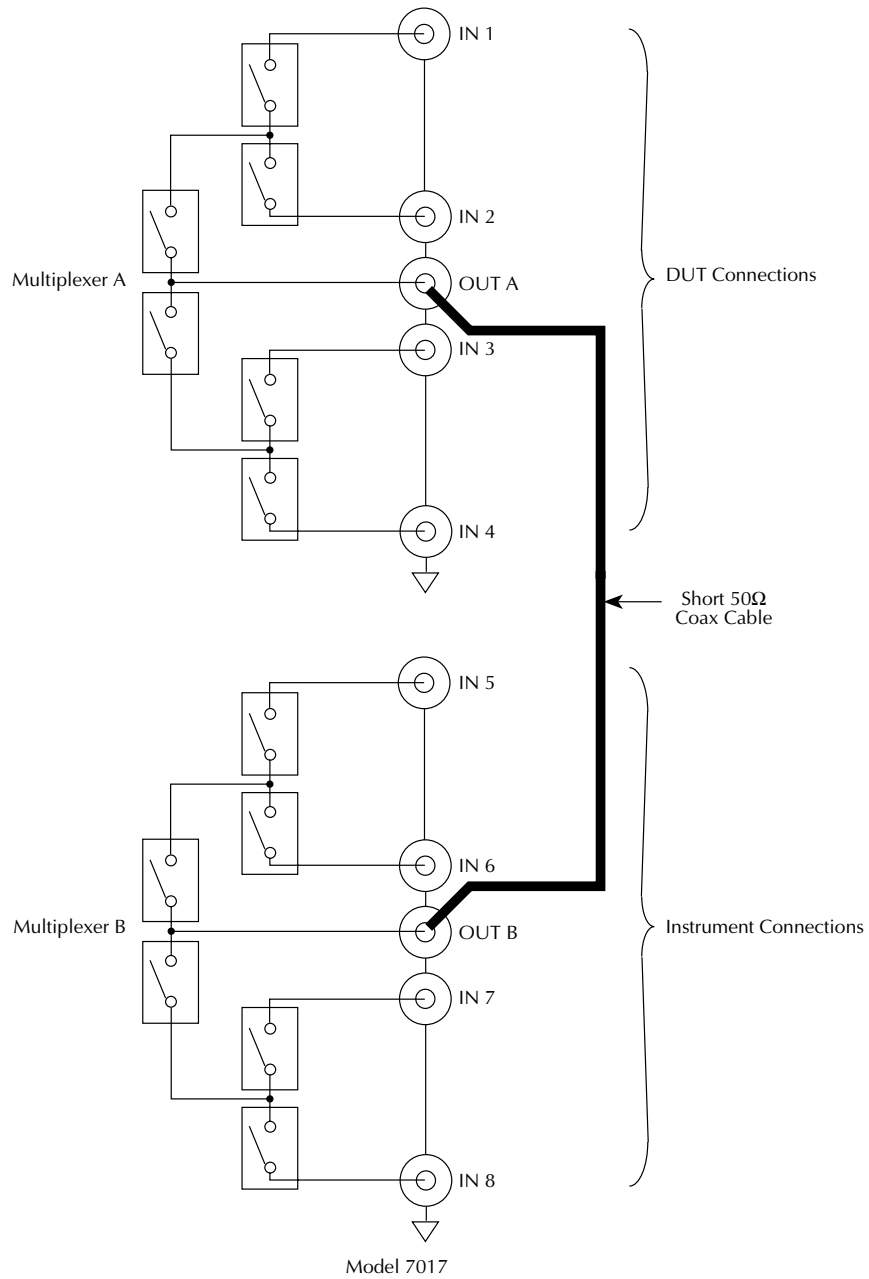 IN 1
IN 2
Multiplexer A
OUT A
DUT Connections
IN 3
IN 4
Short 50Ω
Coax Cable
IN 5
IN 6
Multiplexer B
OUT B
Instrument Connections
IN 7
IN 8
Model 7017